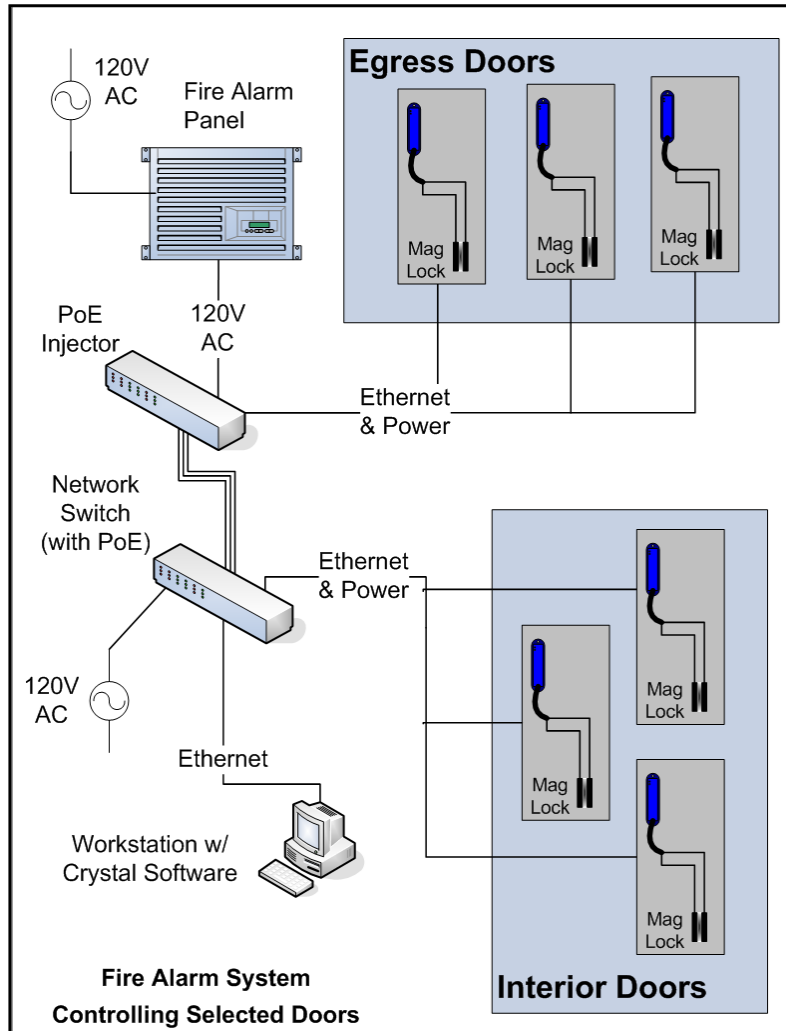 120V
AC
Fire Alarm
Panel
Egress Doors
Mag
Lock
Mag
Lock
Mag
Lock
PoE
Injector
120V
AC
Ethernet
& Power
Network
Switch
(with PoE)
Ethernet
& Power
Mag
Lock
Mag
Lock
Mag
Lock
120V
AC
Ethernet
Workstation w/
Crystal Software
Interior Doors
Fire Alarm System
Controlling Selected Doors